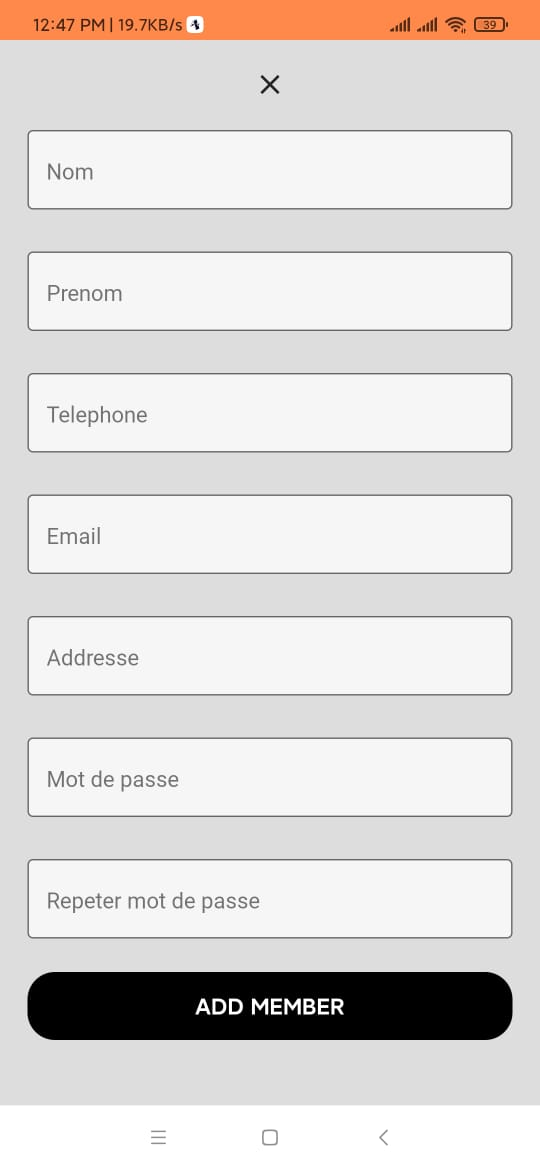 12:47 PM | 19.7KB/s
39
Nom
Prenom
Telephone
Email
Addresse
Mot de passe
Repeter mot de passe
ADD MEMBER